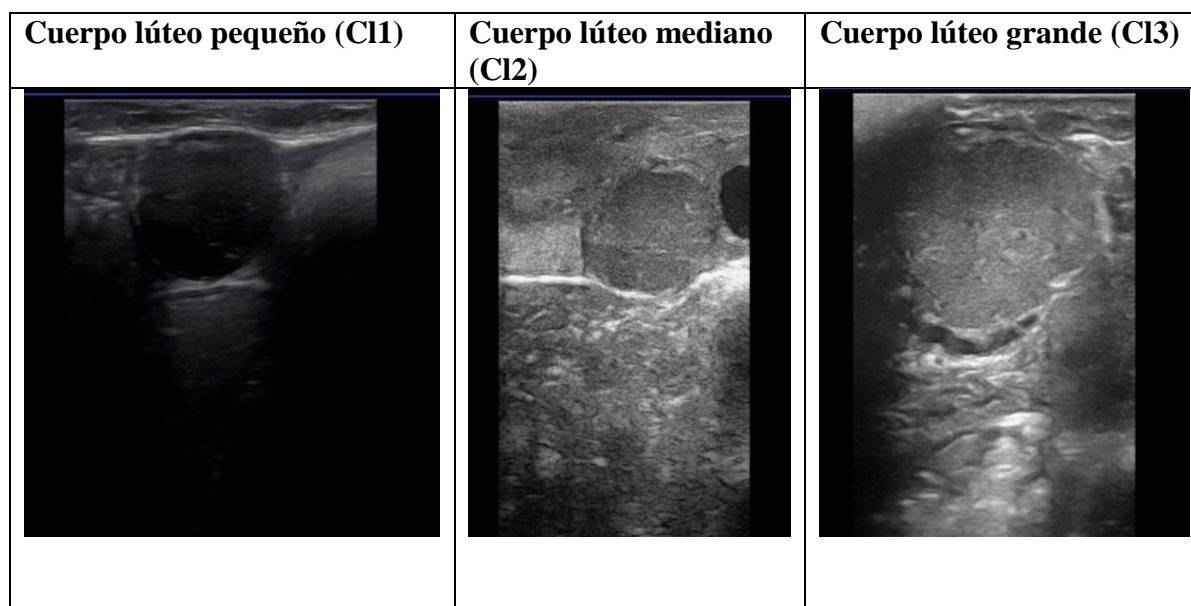 Cuerpo lúteo pequeño (Cl1)
Cuerpo lúteo mediano
(Cl2)
Cuerpo lúteo grande (Cl3)